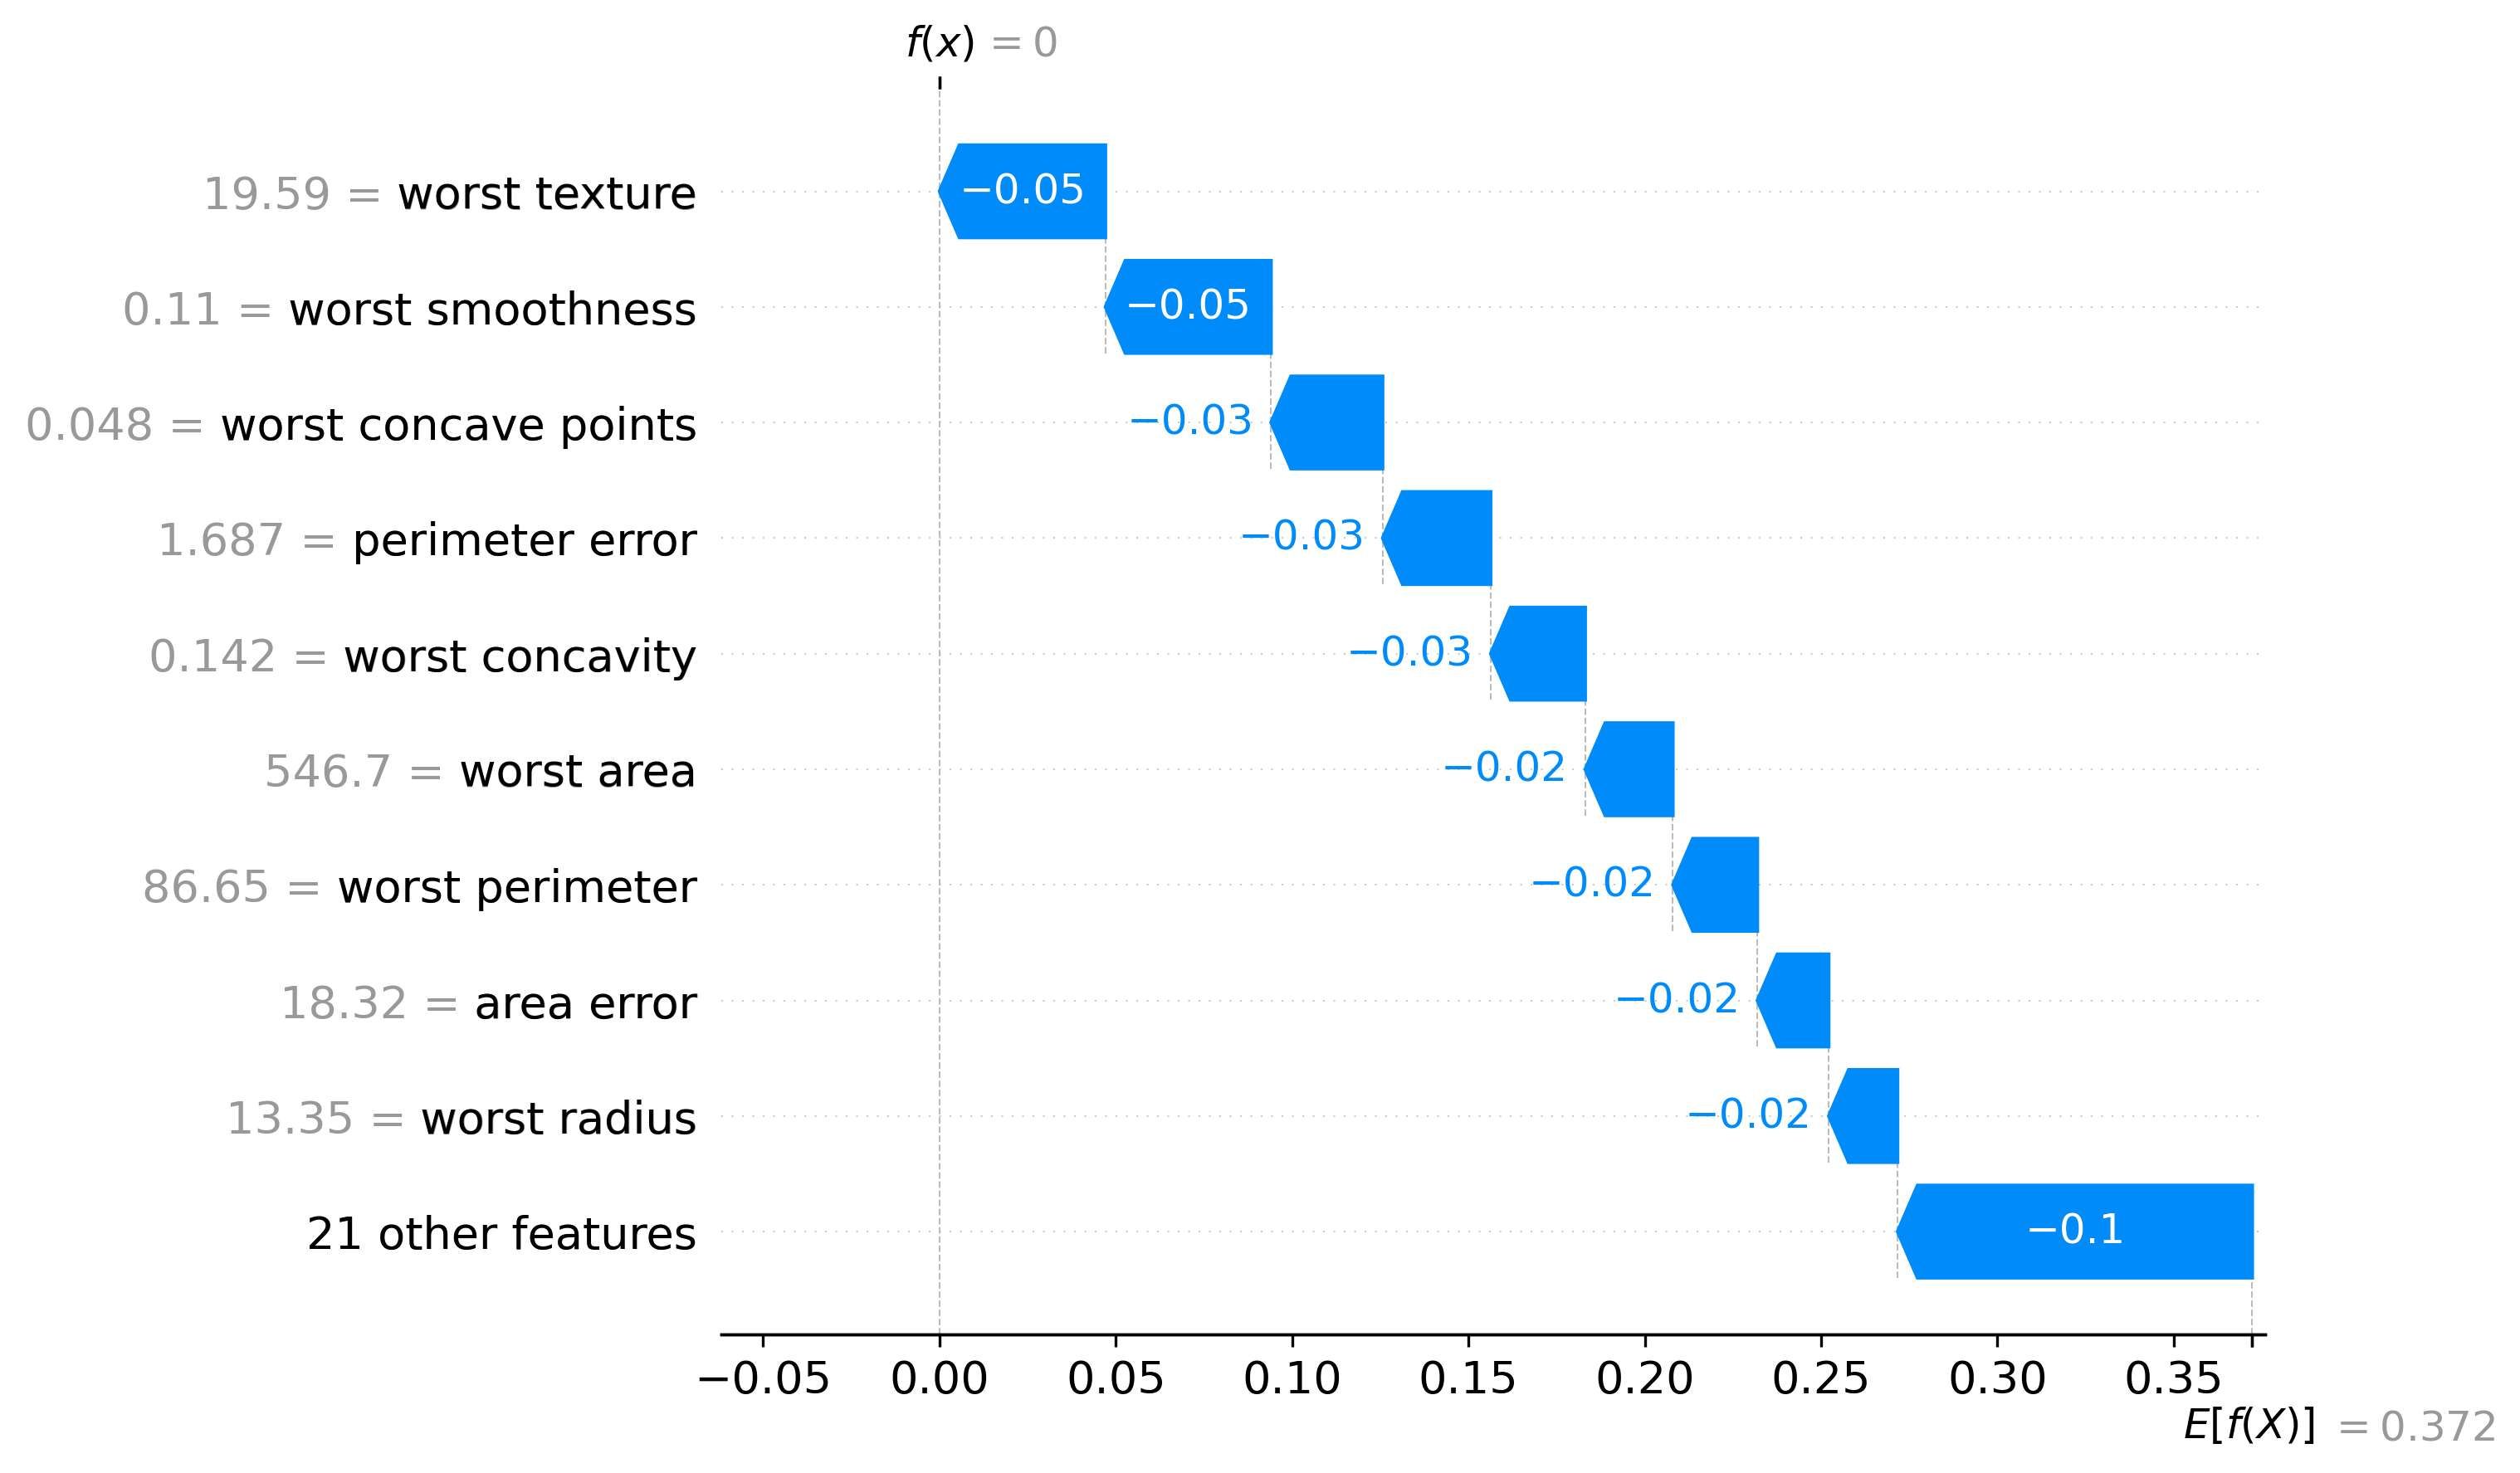 f(x) = 0
19.59 = worst texture −0.05
0.11 = worst smoothness −0.05
0.048 = worst concave points −0.03
1.687 = perimeter error −0.03
0.142 = worst concavity −0.03
546.7 = worst area −0.02
86.65 = worst perimeter −0.02
18.32 = area error −0.02
13.35 = worst radius −0.02
21 other features −0.1
−0.05 0.00 0.05 0.10 0.15 0.20 0.25 0.30 0.35
E[f(X)] = 0.372